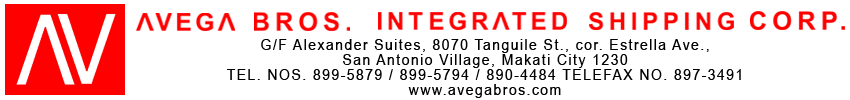 AV AVEGA BROS. INTEGRATED SHIPPING CORP.
G/F Alexander Suites, 8070 Tanguile St., cor. Estrella Ave.,
San Antonio Village, Makati City 1230
TEL. NOS. 899-5879 / 899-5794 / 890-4484 TELEFAX NO. 897-3491
www.avegabros.com